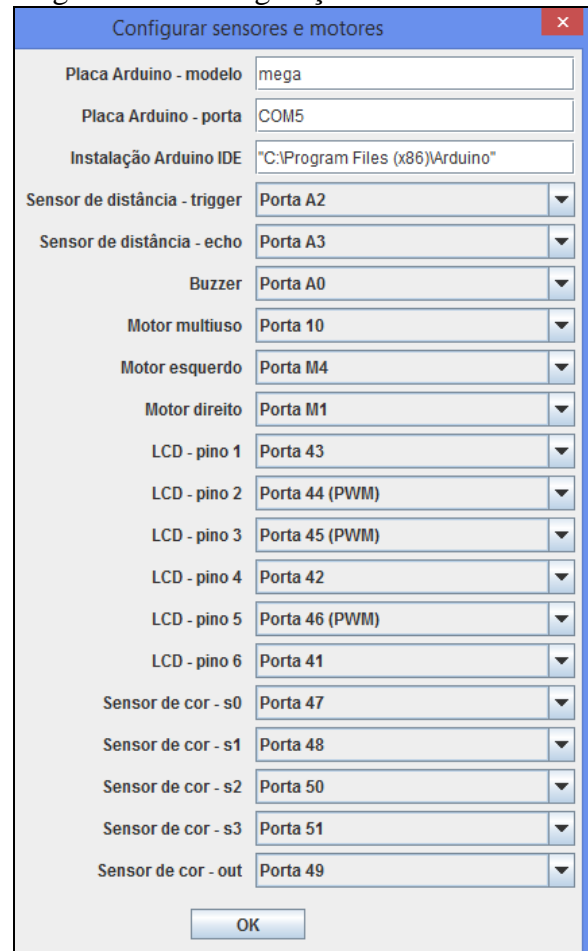 Configurar sensores e motores
Placa Arduino - modelo mega
Placa Arduino - porta COM5
Instalação Arduino IDE "C:\Program Files (x86)\Arduino"
Sensor de distância - trigger Porta A2
Sensor de distância - echo Porta A3
Buzzer Porta A0
Motor multiuso Porta 10
Motor esquerdo Porta M4
Motor direito Porta M1
LCD - pino 1 Porta 43
LCD - pino 2 Porta 44 (PWM)
LCD - pino 3 Porta 45 (PWM)
LCD - pino 4 Porta 42
LCD - pino 5 Porta 46 (PWM)
LCD - pino 6 Porta 41
Sensor de cor - s0 Porta 47
Sensor de cor - s1 Porta 48
Sensor de cor - s2 Porta 50
Sensor de cor - s3 Porta 51
Sensor de cor - out Porta 49
OK